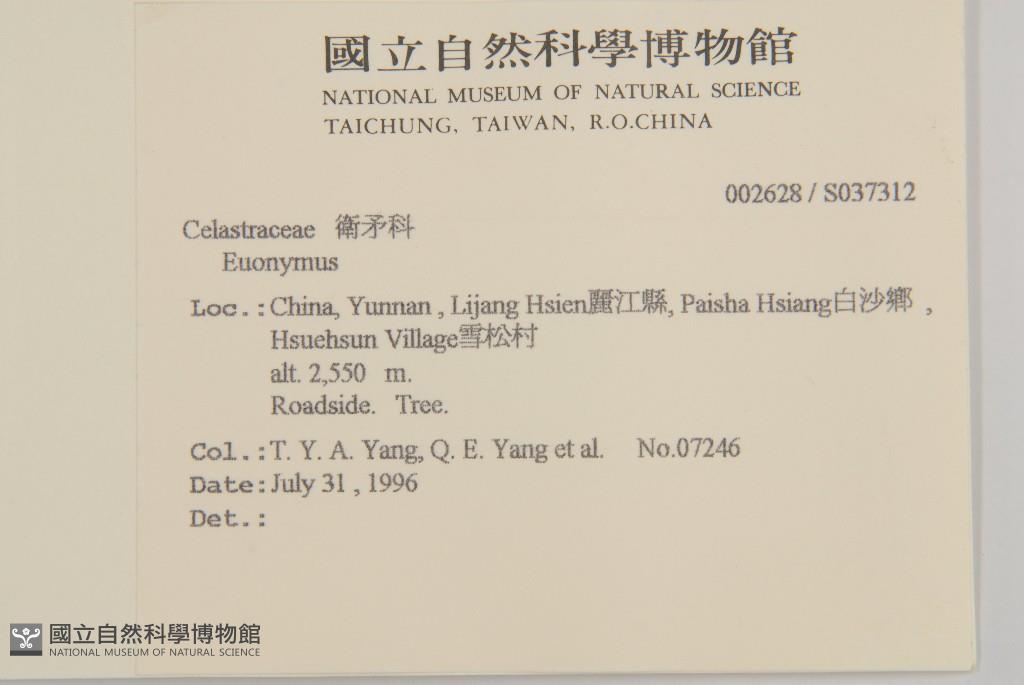 國立自然科學博物館
NATIONAL MUSEUM OF NATURAL SCIENCE
TAICHUNG, TAIWAN, R.O.CHINA
002628 / S037312
Celastraceae 衛矛科
Euonymus
Loc.: China, Yunnan , Lijang Hsien麗江縣, Paisha Hsiang白沙鄉 ,
Hsuehsun Village雪松村
alt. 2,550 m.
Roadside. Tree.
Col.: T. Y. A. Yang, Q. E. Yang et al. No.07246
Date: July 31 , 1996
Det.:
國立自然科學博物館
NATIONAL MUSEUM OF NATURAL SCIENCE